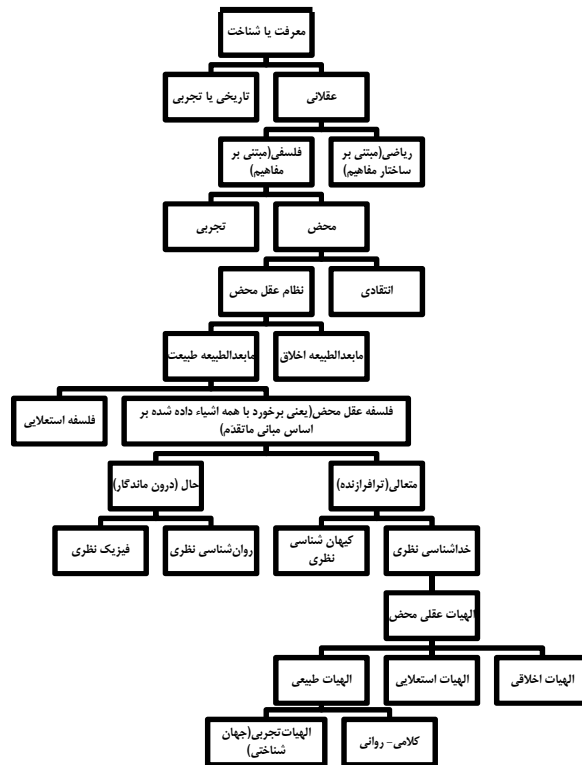 معرفت یا شناخت
عقلانی
تاریخی یا تجربی
ریاضی(مبتنی بر
ساختار مفاهیم)
فلسفی(مبتنی بر
مفاهیم)
محض
تجربی
انتقادی
نظام عقل محض
مابعدالطبیعه اخلاق
مابعدالطبیعه طبیعت
فلسفه عقل محض(یعنی برخورد با همه اشیاء داده شده بر
اساس مبانی ماتقدّم)
فلسفه استعلایی
متعالی(ترافرازنده)
حال (درون ماندگار)
خداشناسی نظری
کیهان شناسی
نظری
روان‌شناسی نظری
فیزیک نظری
الهیات عقلی محض
الهیات اخلاقی
الهیات استعلایی
الهیات طبیعی
کلامی- روانی
الهیات‌تجربی(جهان
شناختی)